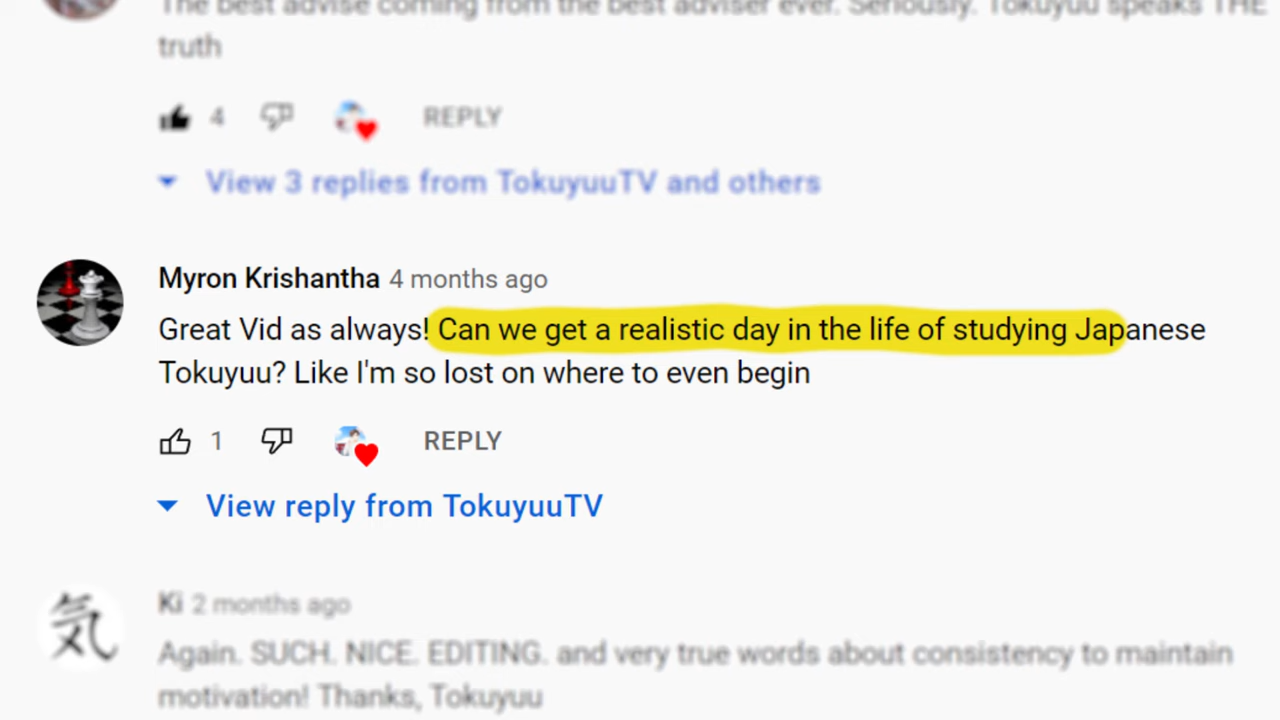 The best advise coming from the best adviser ever. Seriously. Tokuyuu speaks THE
truth
4 REPLY
View 3 replies from TokuyuuTV and others
Myron Krishantha 4 months ago
Great Vid as always! Can we get a realistic day in the life of studying Japanese
Tokuyuu? Like I'm so lost on where to even begin
1 REPLY
View reply from TokuyuuTV
気
Ki 2 months ago
Again. SUCH. NICE. EDITING. and very true words about consistency to maintain
motivation! Thanks, Tokuyuu